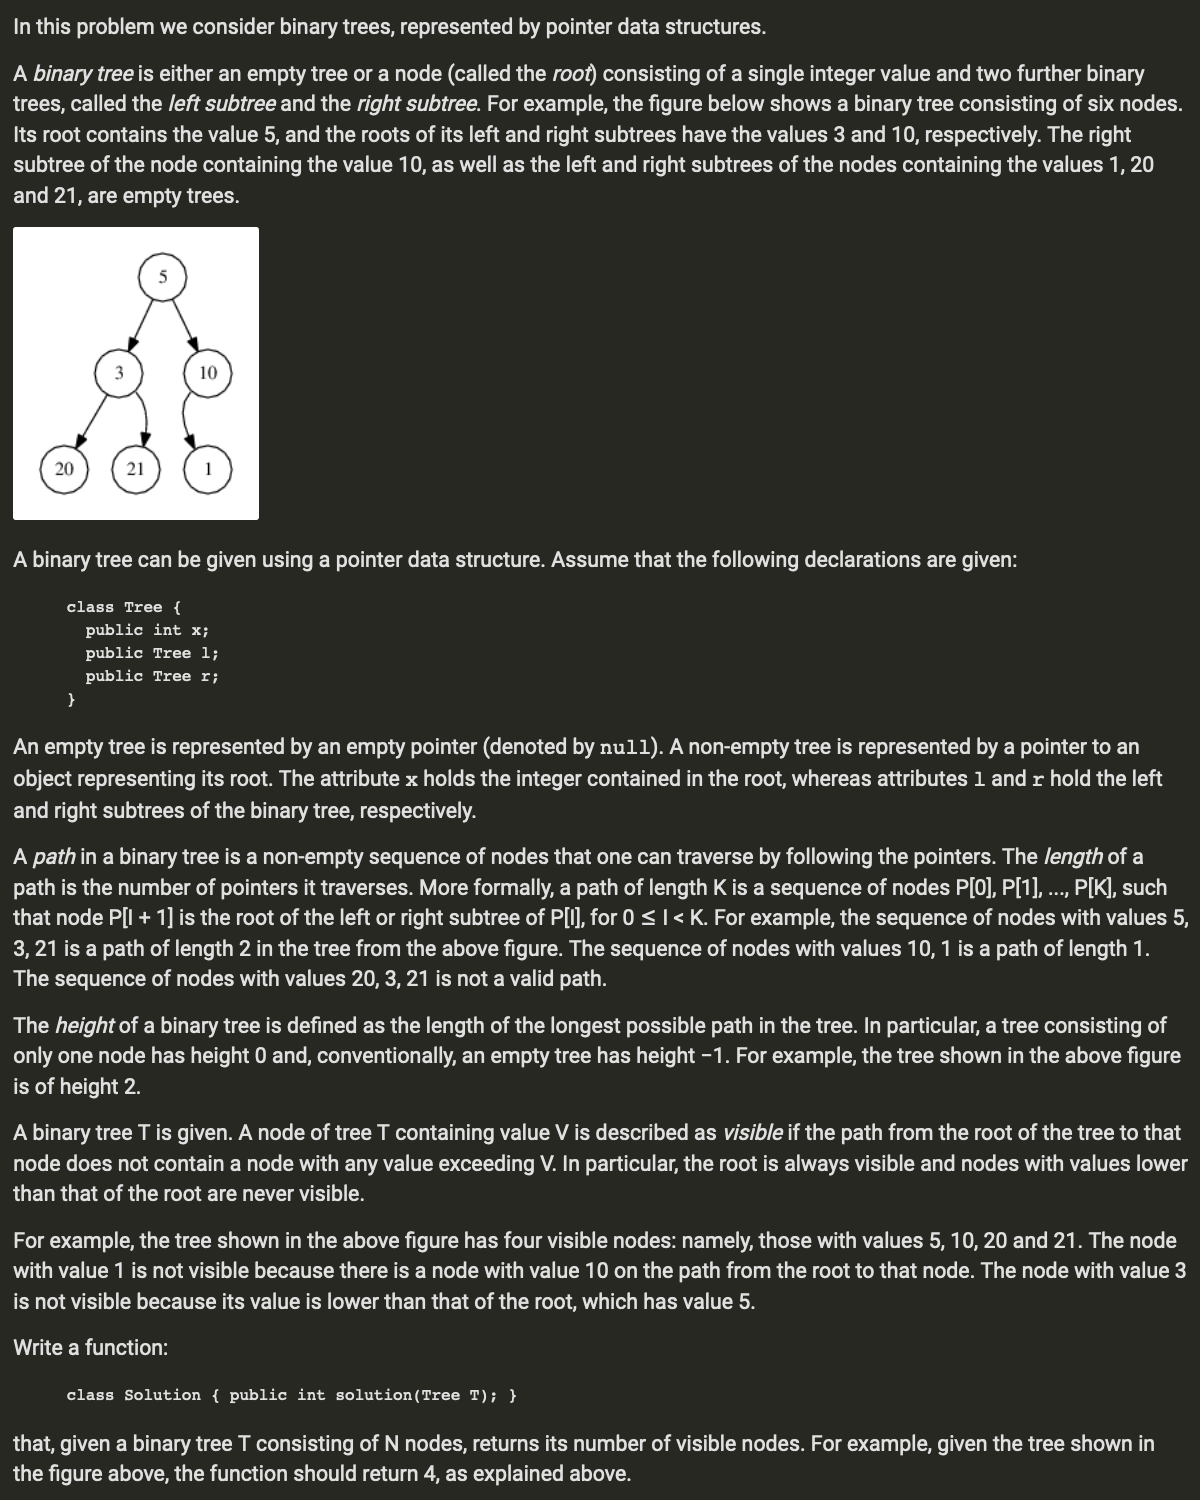 In this problem we consider binary trees, represented by pointer data structures.
A binary tree is either an empty tree or a node (called the root) consisting of a single integer value and two further binary
trees, called the left subtree and the right subtree. For example, the figure below shows a binary tree consisting of six nodes.
Its root contains the value 5, and the roots of its left and right subtrees have the values 3 and 10, respectively. The right
subtree of the node containing the value 10, as well as the left and right subtrees of the nodes containing the values 1, 20
and 21, are empty trees.
5
3 10
20 21 1
A binary tree can be given using a pointer data structure. Assume that the following declarations are given:
class Tree {
public int x;
public Tree l;
public Tree r;
}
An empty tree is represented by an empty pointer (denoted by null). A non-empty tree is represented by a pointer to an
object representing its root. The attribute x holds the integer contained in the root, whereas attributes l and r hold the left
and right subtrees of the binary tree, respectively.
A path in a binary tree is a non-empty sequence of nodes that one can traverse by following the pointers. The length of a
path is the number of pointers it traverses. More formally, a path of length K is a sequence of nodes P[0], P[1], ..., P[K], such
that node P[I + 1] is the root of the left or right subtree of P[I], for 0 ≤ I < K. For example, the sequence of nodes with values 5,
3, 21 is a path of length 2 in the tree from the above figure. The sequence of nodes with values 10, 1 is a path of length 1.
The sequence of nodes with values 20, 3, 21 is not a valid path.
The height of a binary tree is defined as the length of the longest possible path in the tree. In particular, a tree consisting of
only one node has height 0 and, conventionally, an empty tree has height −1. For example, the tree shown in the above figure
is of height 2.
A binary tree T is given. A node of tree T containing value V is described as visible if the path from the root of the tree to that
node does not contain a node with any value exceeding V. In particular, the root is always visible and nodes with values lower
than that of the root are never visible.
For example, the tree shown in the above figure has four visible nodes: namely, those with values 5, 10, 20 and 21. The node
with value 1 is not visible because there is a node with value 10 on the path from the root to that node. The node with value 3
is not visible because its value is lower than that of the root, which has value 5.
Write a function:
class Solution { public int solution(Tree T); }
that, given a binary tree T consisting of N nodes, returns its number of visible nodes. For example, given the tree shown in
the figure above, the function should return 4, as explained above.